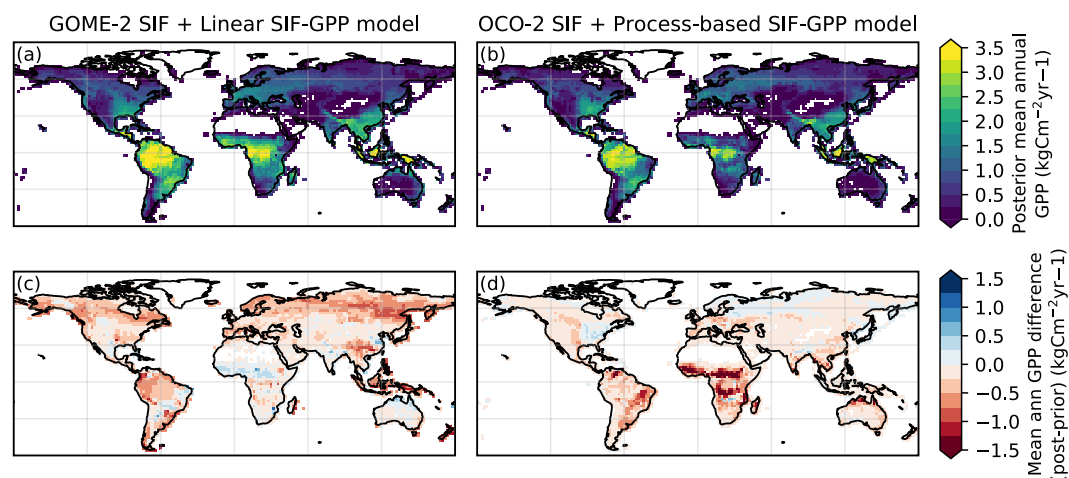 GOME-2 SIF + Linear SIF-GPP model
OCO-2 SIF + Process-based SIF-GPP model
(a)
(b)
3.5
3.0
2.5
2.0
1.5
1.0
0.5
0.0
Posterior mean annual
GPP (kgCm⁻²yr−1)
(c)
(d)
1.5
1.0
0.5
0.0
−0.5
−1.0
−1.5
Mean ann GPP difference
(post-prior) (kgCm⁻²yr−1)